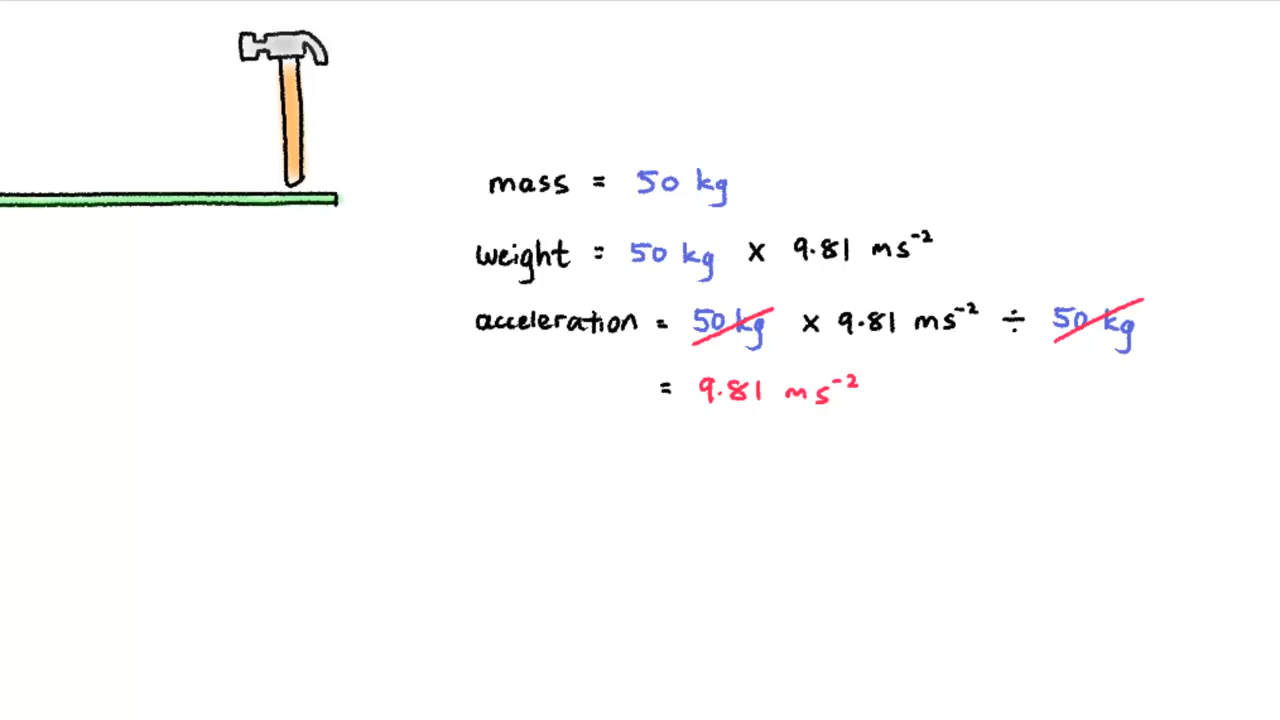 mass = 50 kg
weight = 50 kg × 9.81 ms⁻²
acceleration = 50 kg × 9.81 ms⁻² ÷ 50 kg
= 9.81 ms⁻²